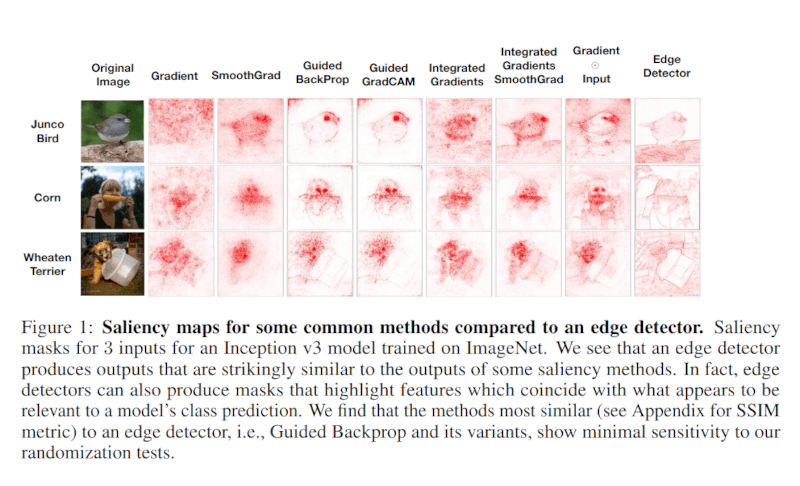 Original Image
Gradient
SmoothGrad
Guided BackProp
Guided GradCAM
Integrated Gradients
Integrated Gradients SmoothGrad
Gradient ⊙ Input
Edge Detector
Junco Bird
Corn
Wheaten Terrier
Figure 1: Saliency maps for some common methods compared to an edge detector. Saliency
masks for 3 inputs for an Inception v3 model trained on ImageNet. We see that an edge detector
produces outputs that are strikingly similar to the outputs of some saliency methods. In fact, edge
detectors can also produce masks that highlight features which coincide with what appears to be
relevant to a model's class prediction. We find that the methods most similar (see Appendix for SSIM
metric) to an edge detector, i.e., Guided Backprop and its variants, show minimal sensitivity to our
randomization tests.